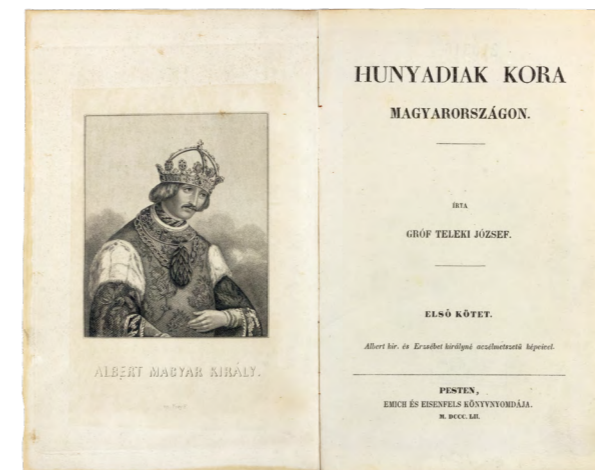 ALBERT MAGYAR KIRÁLY.
HUNYADIAK KORA
MAGYARORSZÁGON.
ÍRTA
GRÓF TELEKI JÓZSEF.
ELSŐ KÖTET.
Albert kir. és Erzsébet királyné aczélmetszetű képeivel.
PESTEN,
EMICH ÉS EISENFELS KÖNYVNYOMDÁJA.
M. DCCC. LII.